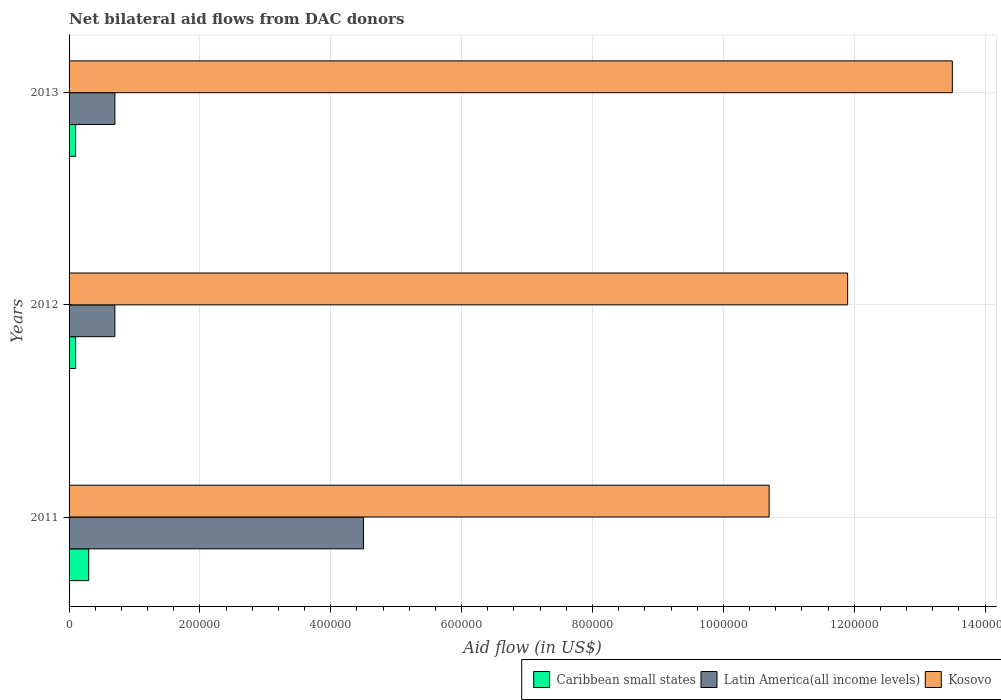 Net bilateral aid flows from DAC donors
2013
2012
2011
Years
0
200000
400000
600000
800000
1000000
1200000
140000
Aid flow (in US$)
Caribbean small states
Latin America(all income levels)
Kosovo